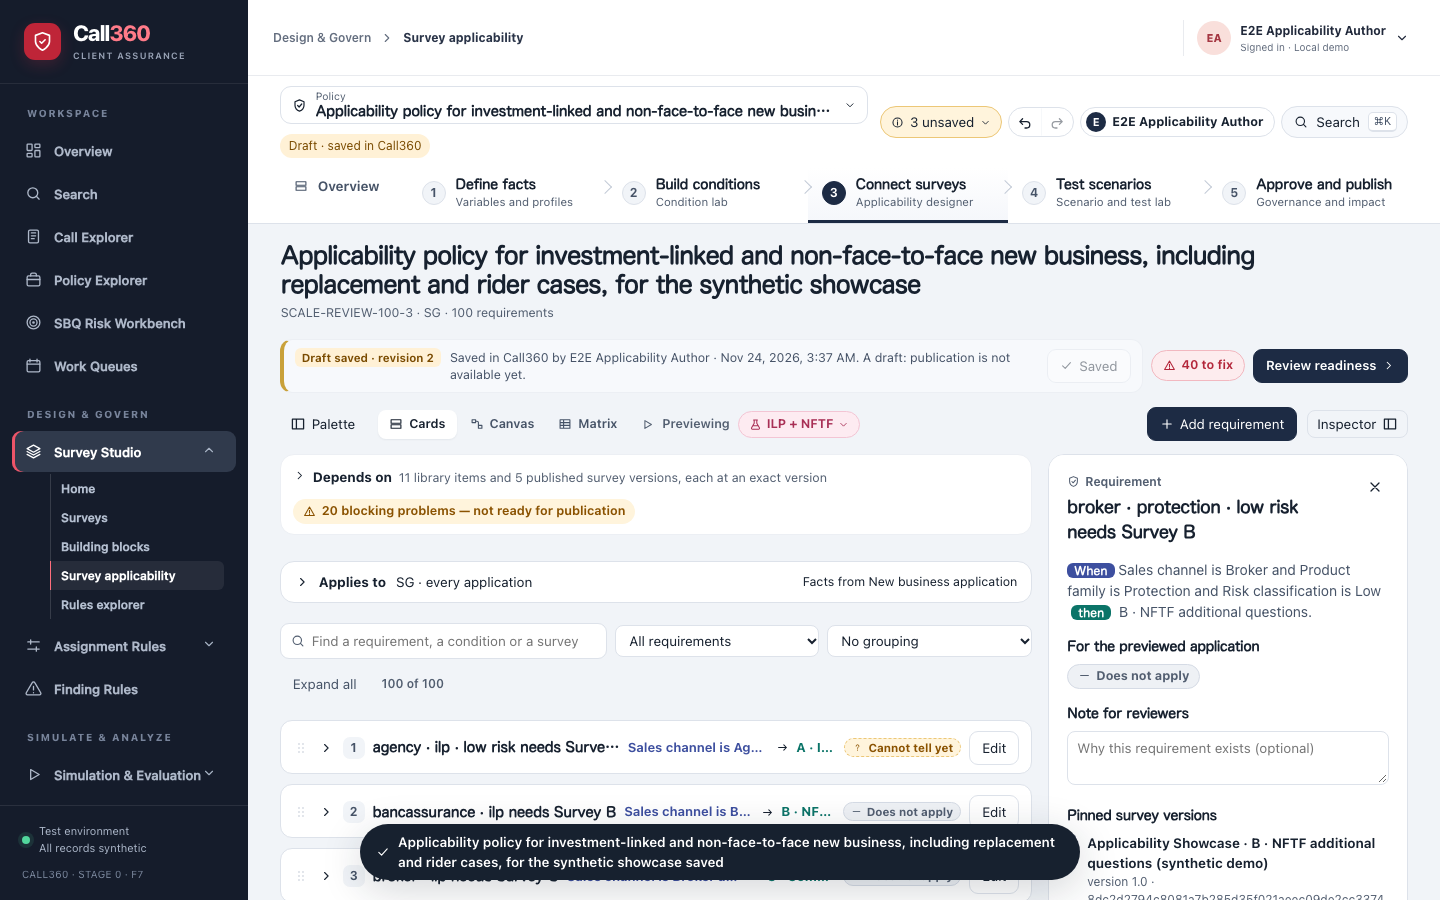 Call360
CLIENT ASSURANCE
WORKSPACE
Overview
Search
Call Explorer
Policy Explorer
SBQ Risk Workbench
Work Queues
DESIGN & GOVERN
Survey Studio
Home
Surveys
Building blocks
Survey applicability
Rules explorer
Assignment Rules
Finding Rules
SIMULATE & ANALYZE
Simulation & Evaluation
Test environment
All records synthetic
CALL360 · STAGE 0 · F7
Design & Govern > Survey applicability
EA
E2E Applicability Author
Signed in · Local demo
Policy
Applicability policy for investment-linked and non-face-to-face new busin···
Draft · saved in Call360
3 unsaved
E E2E Applicability Author
Search ⌘K
Overview
1 Define facts
Variables and profiles
2 Build conditions
Condition lab
3 Connect surveys
Applicability designer
4 Test scenarios
Scenario and test lab
5 Approve and publish
Governance and impact
Applicability policy for investment-linked and non-face-to-face new business, including
replacement and rider cases, for the synthetic showcase
SCALE-REVIEW-100-3 · SG · 100 requirements
Draft saved · revision 2
Saved in Call360 by E2E Applicability Author · Nov 24, 2026, 3:37 AM. A draft: publication is not
available yet.
Saved
40 to fix
Review readiness
Palette
Cards
Canvas
Matrix
Previewing
ILP + NFTF
+ Add requirement
Inspector
Depends on 11 library items and 5 published survey versions, each at an exact version
20 blocking problems — not ready for publication
Applies to SG · every application
Facts from New business application
Find a requirement, a condition or a survey
All requirements
No grouping
Expand all
100 of 100
1 agency · ilp · low risk needs Surve··· Sales channel is Ag... → A · I... ? Cannot tell yet Edit
2 bancassurance · ilp needs Survey B Sales channel is B... → B · NF... — Does not apply Edit
3
Applicability policy for investment-linked and non-face-to-face new business, including replacement
and rider cases, for the synthetic showcase saved
Requirement
broker · protection · low risk
needs Survey B
When Sales channel is Broker and Product
family is Protection and Risk classification is Low
then B · NFTF additional questions.
For the previewed application
— Does not apply
Note for reviewers
Why this requirement exists (optional)
Pinned survey versions
Applicability Showcase · B · NFTF additional
questions (synthetic demo)
version 1.0 ·